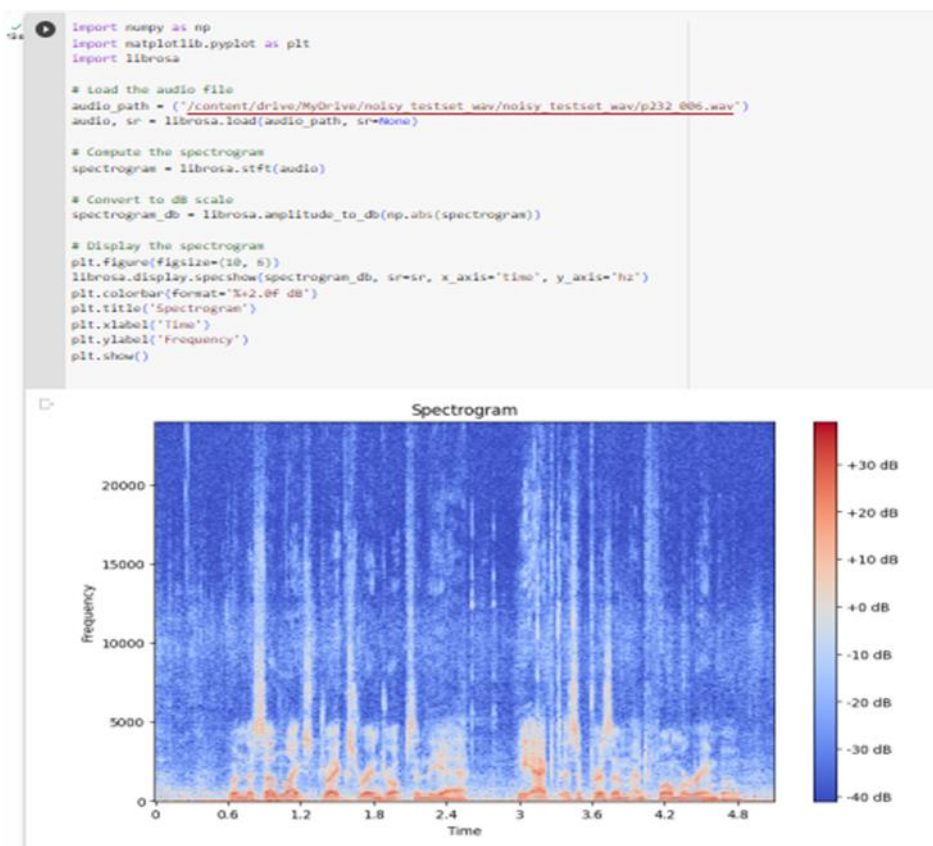 import numpy as np
import matplotlib.pyplot as plt
import librosa
# Load the audio file
audio_path = ('/content/drive/MyDrive/noisy_testset_wav/noisy_testset_wav/p232_006.wav')
audio, sr = librosa.load(audio_path, sr=None)
# Compute the spectrogram
spectrogram = librosa.stft(audio)
# Convert to dB scale
spectrogram_db = librosa.amplitude_to_db(np.abs(spectrogram))
# Display the spectrogram
plt.figure(figsize=(10, 6))
librosa.display.specshow(spectrogram_db, sr=sr, x_axis='time', y_axis='hz')
plt.colorbar(format='%+2.0f dB')
plt.title('Spectrogram')
plt.xlabel('Time')
plt.ylabel('Frequency')
plt.show()
Spectrogram
Frequency
20000
15000
10000
5000
0
0 0.6 1.2 1.8 2.4 3 3.6 4.2 4.8
Time
+30 dB
+20 dB
+10 dB
+0 dB
-10 dB
-20 dB
-30 dB
-40 dB